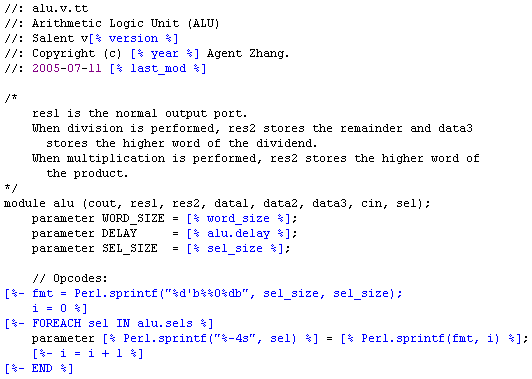 //: alu.v.tt
//: Arithmetic Logic Unit (ALU)
//: Salent v[% version %]
//: Copyright (c) [% year %] Agent Zhang.
//: 2005-07-11 [% last_mod %]

/*
    res1 is the normal output port.
    When division is performed, res2 stores the remainder and data3
      stores the higher word of the dividend.
    When multiplication is performed, res2 stores the higher word of
      the product.
*/
module alu (cout, res1, res2, data1, data2, data3, cin, sel);
    parameter WORD_SIZE = [% word_size %];
    parameter DELAY     = [% alu.delay %];
    parameter SEL_SIZE  = [% sel_size %];

    // Opcodes:
[%- fmt = Perl.sprintf("%d'b%%0%db", sel_size, sel_size);
    i = 0 %]
[%- FOREACH sel IN alu.sels %]
    parameter [% Perl.sprintf("%-4s", sel) %] = [% Perl.sprintf(fmt, i) %];
    [%- i = i + 1 %]
[%- END %]